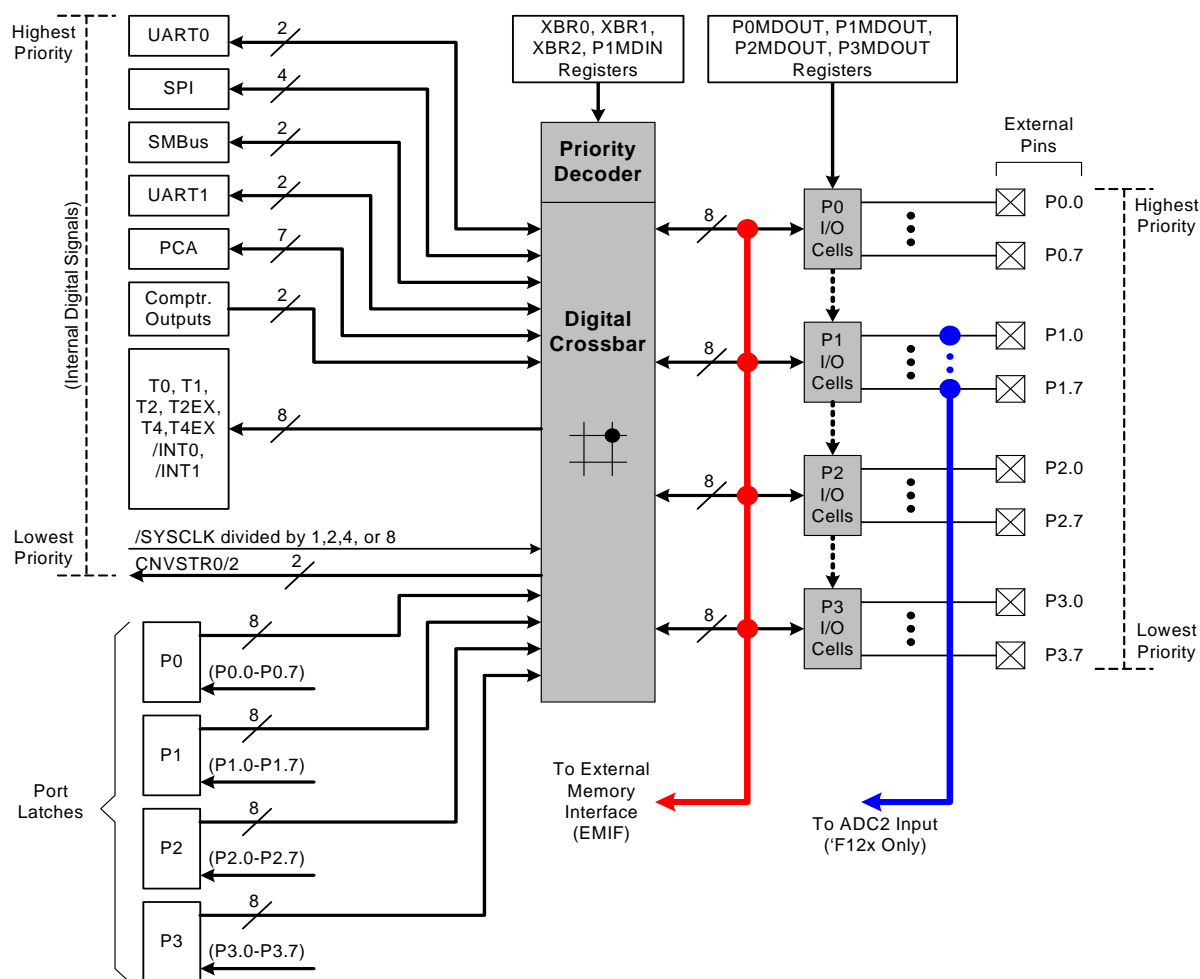 Highest
Priority
UART0
2
SPI
4
SMBus
2
UART1
2
PCA
7
Comptr.
Outputs
2
T0, T1,
T2, T2EX,
T4,T4EX
/INT0,
/INT1
8
(Internal Digital Signals)
Lowest
Priority
/SYSCLK divided by 1,2,4, or 8
CNVSTR0/2
2
XBR0, XBR1,
XBR2, P1MDIN
Registers
P0MDOUT, P1MDOUT,
P2MDOUT, P3MDOUT
Registers
Priority
Decoder
Digital
Crossbar
8
8
8
8
P0
I/O
Cells
P1
I/O
Cells
P2
I/O
Cells
P3
I/O
Cells
External
Pins
P0.0
P0.7
P1.0
P1.7
P2.0
P2.7
P3.0
P3.7
Highest
Priority
Lowest
Priority
Port
Latches
P0
8
(P0.0-P0.7)
P1
8
(P1.0-P1.7)
P2
8
(P2.0-P2.7)
P3
8
(P3.0-P3.7)
To External
Memory
Interface
(EMIF)
To ADC2 Input
(‘F12x Only)